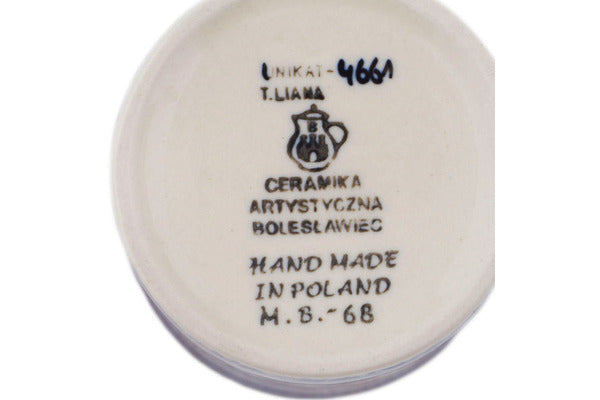 UNIKAT-4661
T.LIANA
B
CERAMIKA
ARTYSTYCZNA
BOLESŁAWIEC
HAND MADE
IN POLAND
M.B.-68